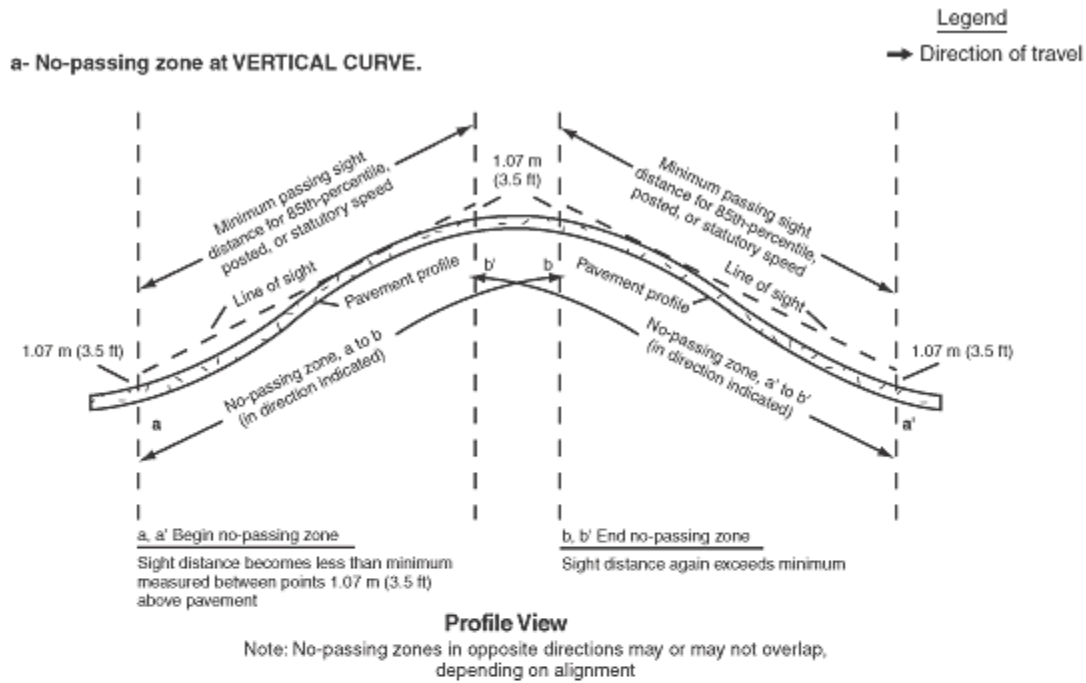 Legend
Direction of travel
a- No-passing zone at VERTICAL CURVE.
Minimum passing sight
distance for 85th-percentile,
posted, or statutory speed
1.07 m
(3.5 ft)
Minimum passing sight
distance for 85th-percentile,
posted, or statutory speed
Line of sight
Pavement profile
b'
b
Pavement profile
Line of sight
1.07 m (3.5 ft)
1.07 m (3.5 ft)
No-passing zone, a to b
(in direction indicated)
No-passing zone, a' to b'
(in direction indicated)
a
a'
a, a' Begin no-passing zone
Sight distance becomes less than minimum
measured between points 1.07 m (3.5 ft)
above pavement
b, b' End no-passing zone
Sight distance again exceeds minimum
Profile View
Note: No-passing zones in opposite directions may or may not overlap,
depending on alignment